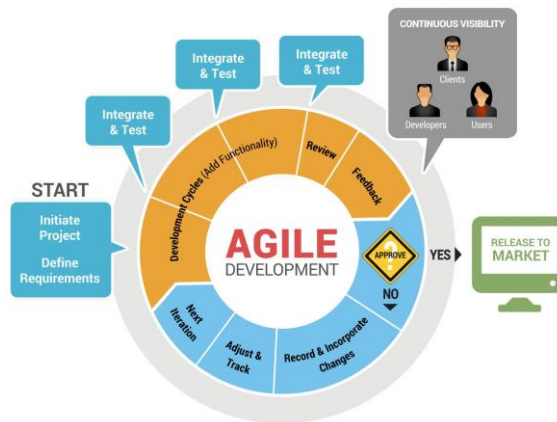 CONTINUOUS VISIBILITY
Clients
Developers
Users
Integrate
& Test
Integrate
& Test
Integrate
& Test
START
Initiate
Project
Define
Requirements
Development Cycles (Add Functionality)
Review
Feedback
AGILE
DEVELOPMENT
?
APPROVE
YES
NO
RELEASE TO
MARKET
Record & Incorporate
Changes
Adjust &
Track
Next
Iteration